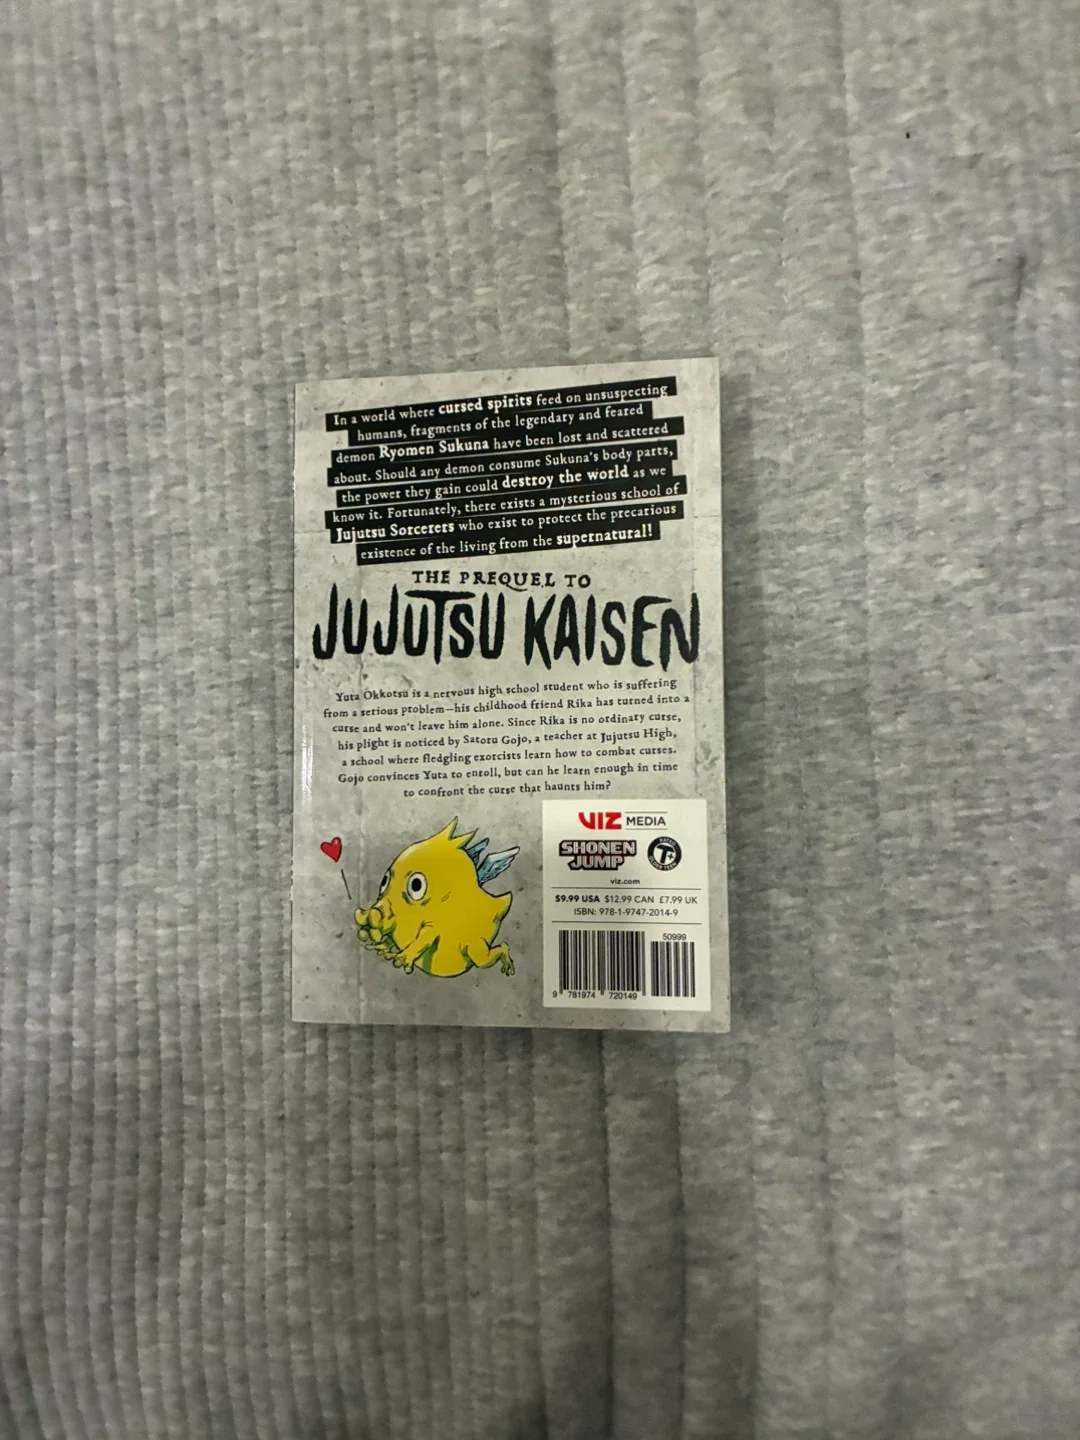 In a world where cursed spirits feed on unsuspecting
humans, fragments of the legendary and feared
demon Ryomen Sukuna have been lost and scattered
about. Should any demon consume Sukuna's body parts,
the power they gain could destroy the world as we
know it. Fortunately, there exists a mysterious school of
Jujutsu Sorcerers who exist to protect the precarious
existence of the living from the supernatural!
THE PREQUEL TO
JUJUTSU KAISEN
Yuta Okkotsu is a nervous high school student who is suffering
from a serious problem—his childhood friend Rika has turned into a
curse and won't leave him alone. Since Rika is no ordinary curse,
his plight is noticed by Satoru Gojo, a teacher at Jujutsu High,
a school where fledgling exorcists learn how to combat curses.
Gojo convinces Yuta to enroll, but can he learn enough in time
to confront the curse that haunts him?
VIZ MEDIA
SHONEN
JUMP
T+
viz.com
$9.99 USA $12.99 CAN £7.99 UK
ISBN: 978-1-9747-2014-9
50999
9 781974 720149